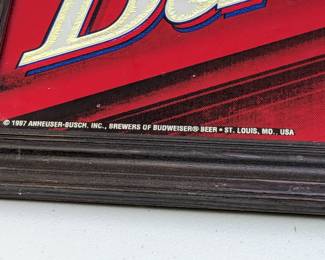 © 1997 ANHEUSER-BUSCH, INC., BREWERS OF BUDWEISER® BEER • ST. LOUIS, MO., USA